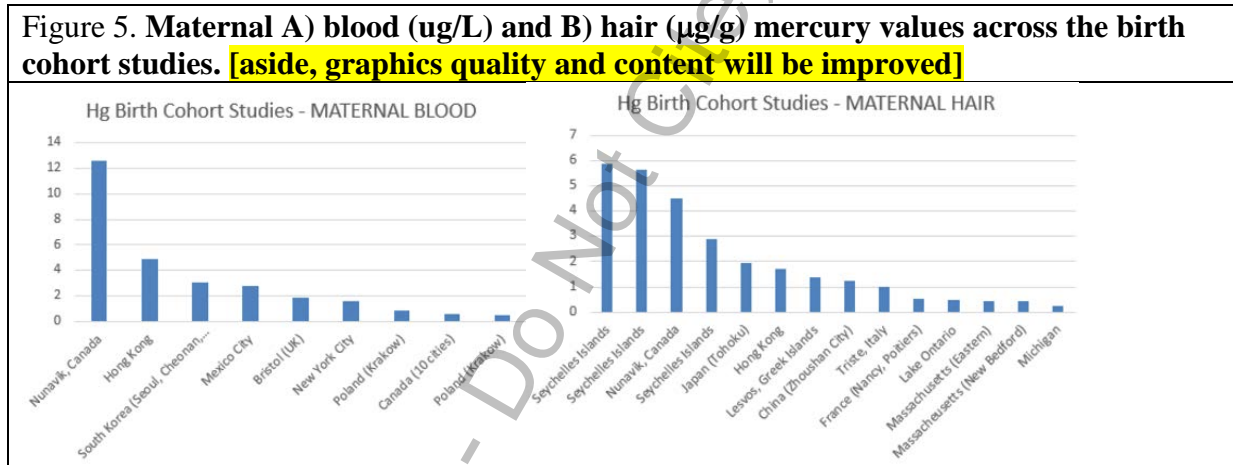 Figure 5. Maternal A) blood (ug/L) and B) hair (µg/g) mercury values across the birth
cohort studies. [aside, graphics quality and content will be improved]
Hg Birth Cohort Studies - MATERNAL BLOOD
14
12
10
8
6
4
2
0
Nunavik, Canada
Hong Kong
South Korea (Seoul, Cheonan,...
Mexico City
Bristol (UK)
New York City
Poland (Krakow)
Canada (10 cities)
Poland (Krakow)
Hg Birth Cohort Studies - MATERNAL HAIR
7
6
5
4
3
2
1
0
Seychelles Islands
Seychelles Islands
Nunavik, Canada
Seychelles Islands
Japan (Tohoku)
Hong Kong
Lesvos, Greek Islands
China (Zhoushan City)
Triste, Italy
France (Nancy, Poitiers)
Lake Ontario
Massachusetts (Eastern)
Massacheusetts (New Bedford)
Michigan
- Do Not Cite